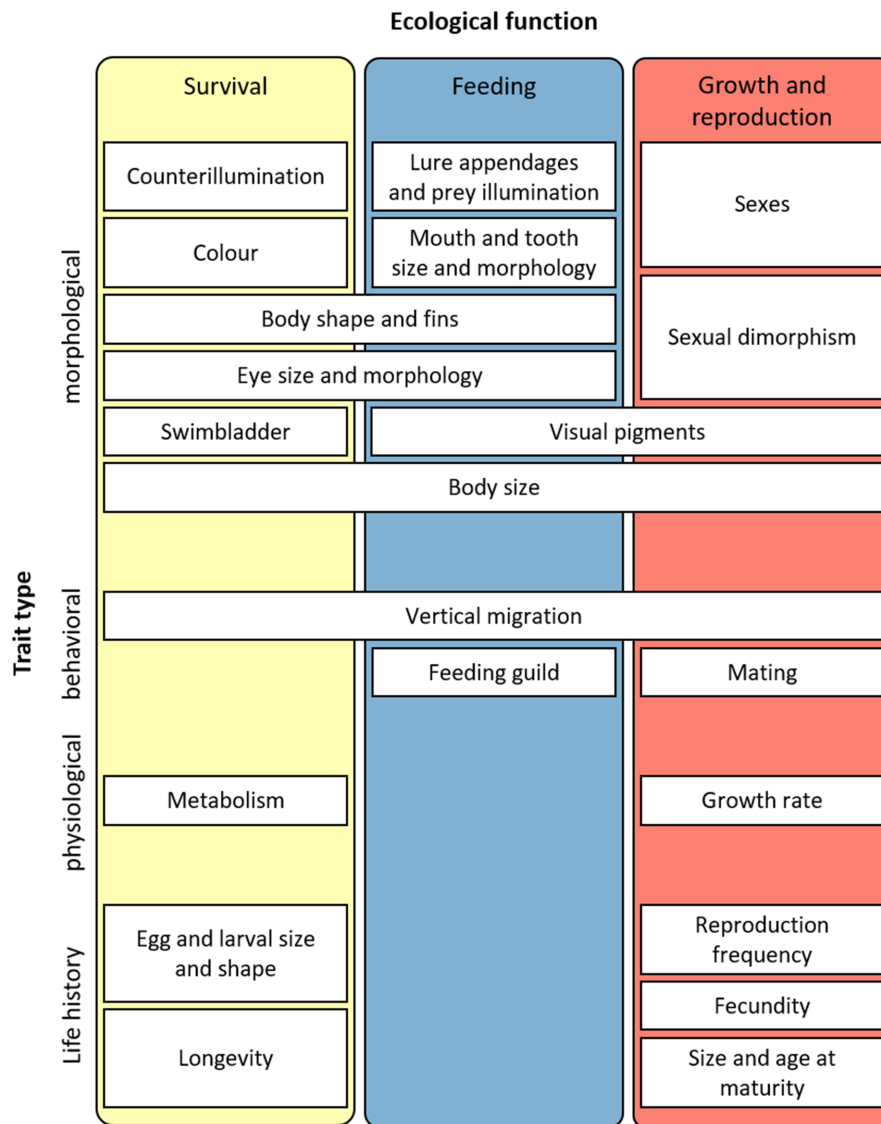 Ecological function
Survival
Feeding
Growth and
reproduction
Counterillumination
Lure appendages
and prey illumination
Sexes
Colour
Mouth and tooth
size and morphology
Body shape and fins
Sexual dimorphism
Eye size and morphology
Swimbladder
Visual pigments
Body size
Vertical migration
Feeding guild
Mating
Metabolism
Growth rate
Egg and larval size
and shape
Reproduction
frequency
Fecundity
Longevity
Size and age at
maturity
Trait type
morphological
behavioral
physiological
Life history